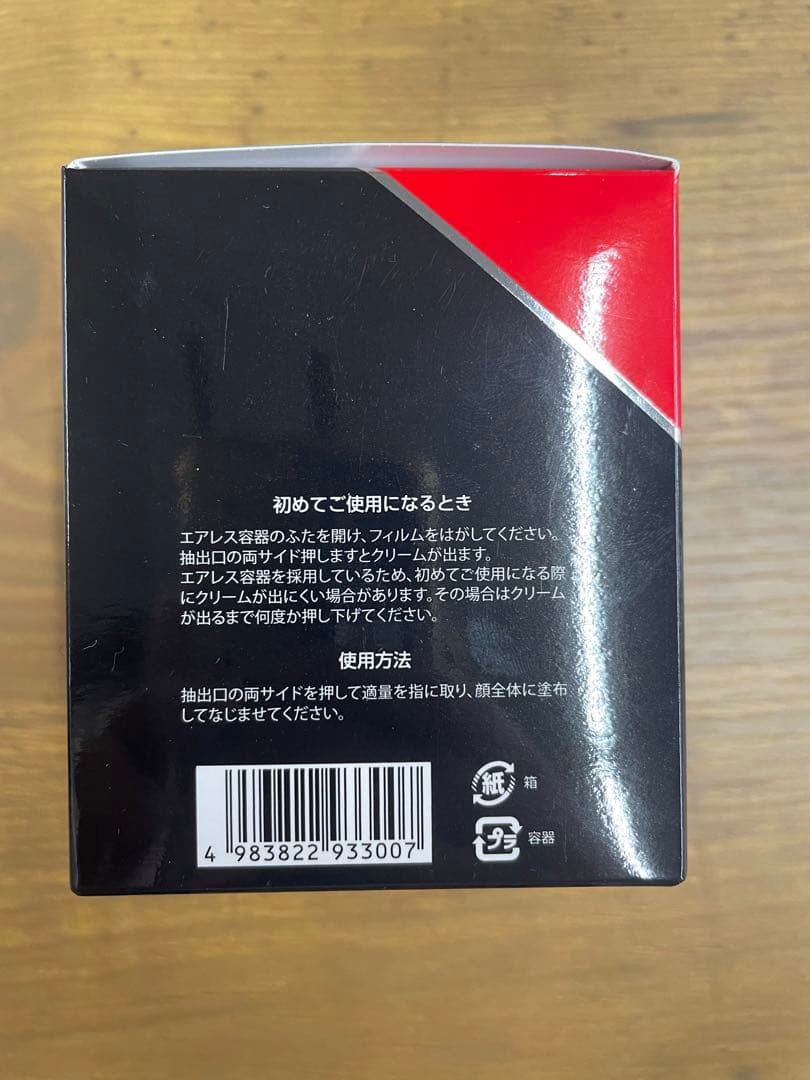 初めてご使用になるとき
エアレス容器のふたを開け、フィルムをはがしてください。
抽出口の両サイド押しますとクリームが出ます。
エアレス容器を採用しているため、初めてご使用になる際
にクリームが出にくい場合があります。その場合はクリーム
が出るまで何度か押し下げてください。
使用方法
抽出口の両サイドを押して適量を指に取り、顔全体に塗布
してなじませてください。
紙 箱
プラ 容器
4 983822 933007